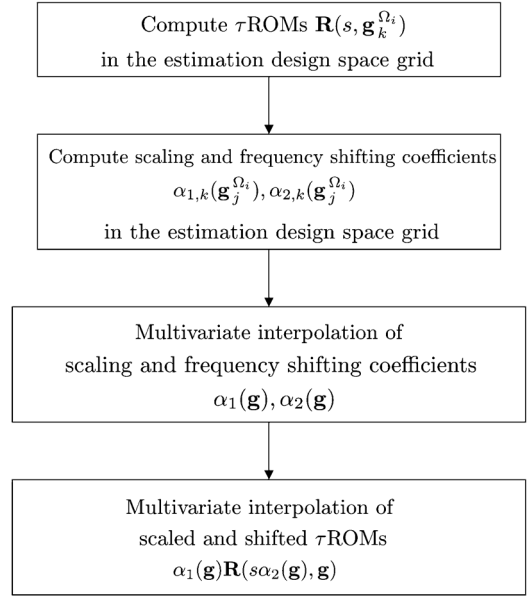 Compute τROMs R(s, g_k^{Ω_i})
in the estimation design space grid
Compute scaling and frequency shifting coefficients
α_{1,k}(g_j^{Ω_i}), α_{2,k}(g_j^{Ω_i})
in the estimation design space grid
Multivariate interpolation of
scaling and frequency shifting coefficients
α_1(g), α_2(g)
Multivariate interpolation of
scaled and shifted τROMs
α_1(g)R(sα_2(g), g)